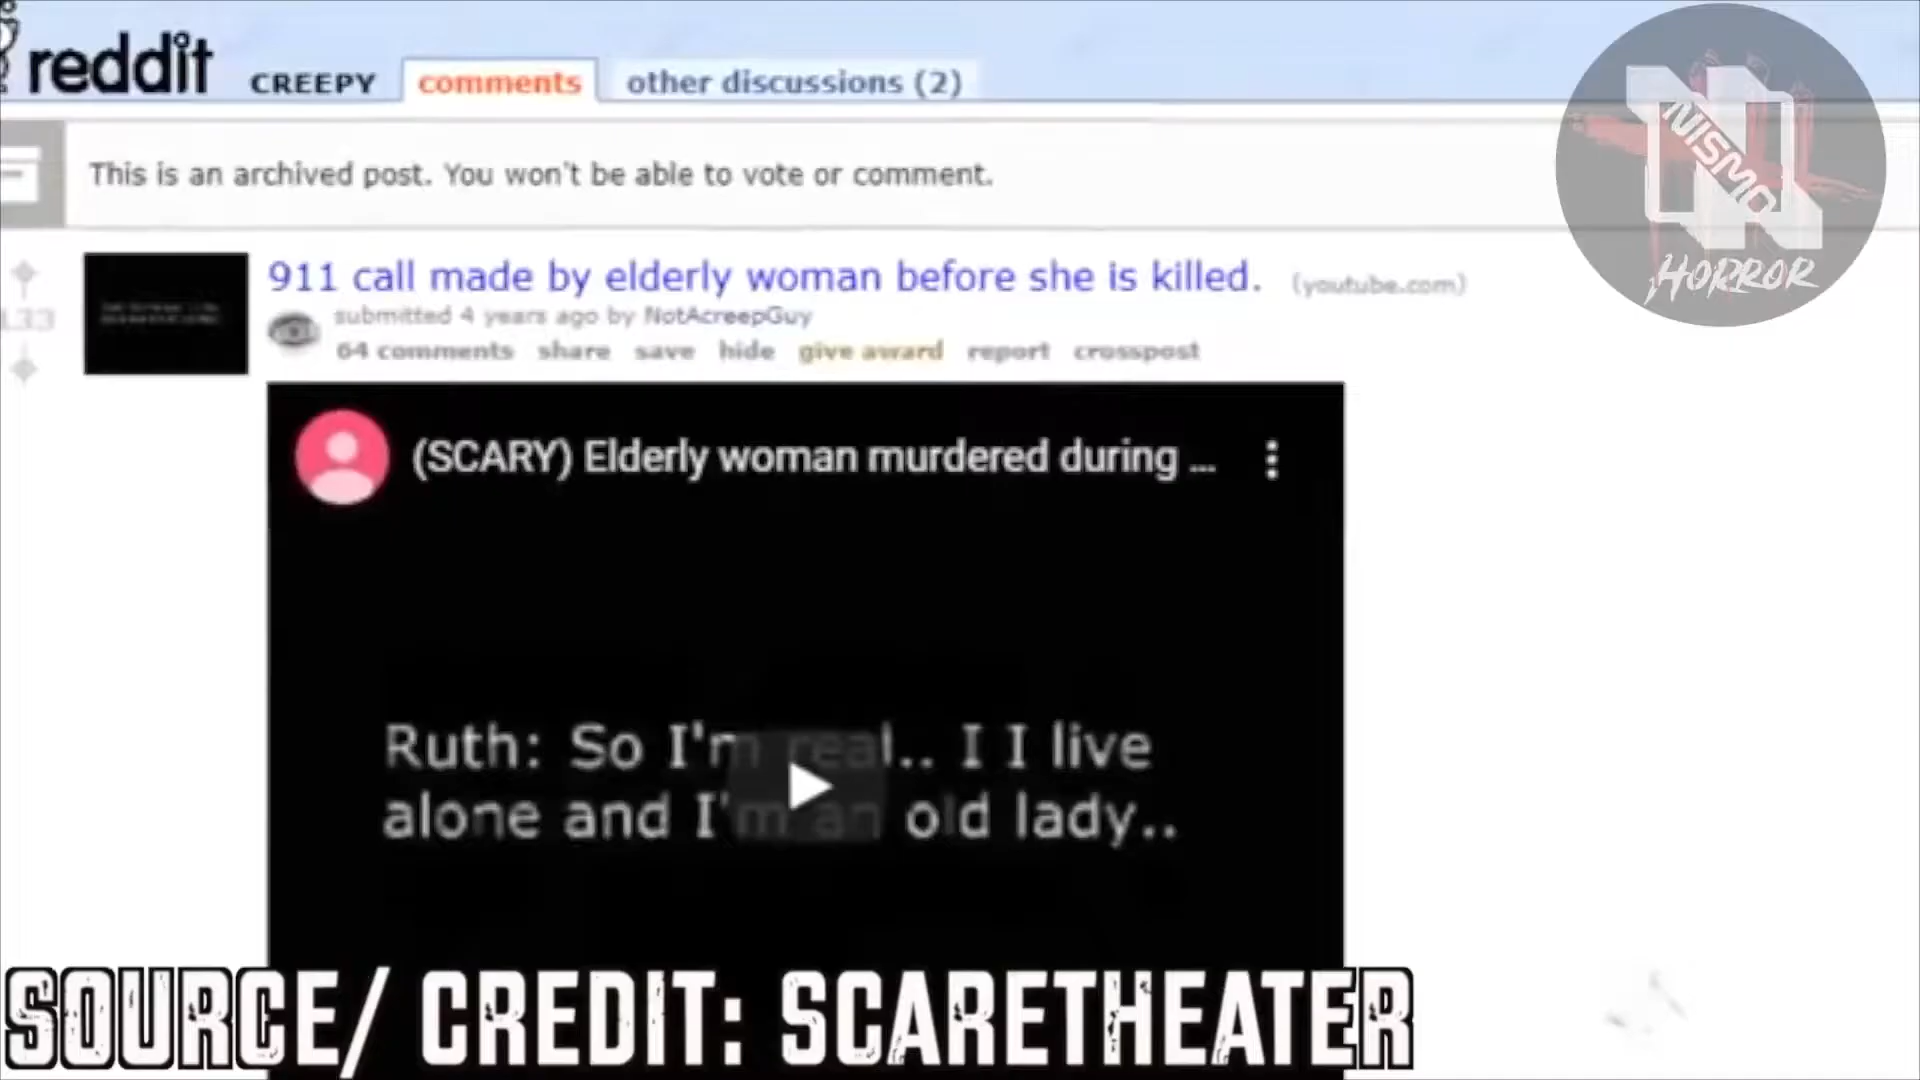 reddit CREEPY comments other discussions (2)
This is an archived post. You won't be able to vote or comment.
911 call made by elderly woman before she is killed. (youtube.com)
submitted 4 years ago by NotAcreepGuy
133
64 comments share save hide give award report crosspost
(SCARY) Elderly woman murdered during ...
Ruth: So I'm real.. I I live
alone and I'm an old lady..
SOURCE/ CREDIT: SCARETHEATER
NISMO
HORROR